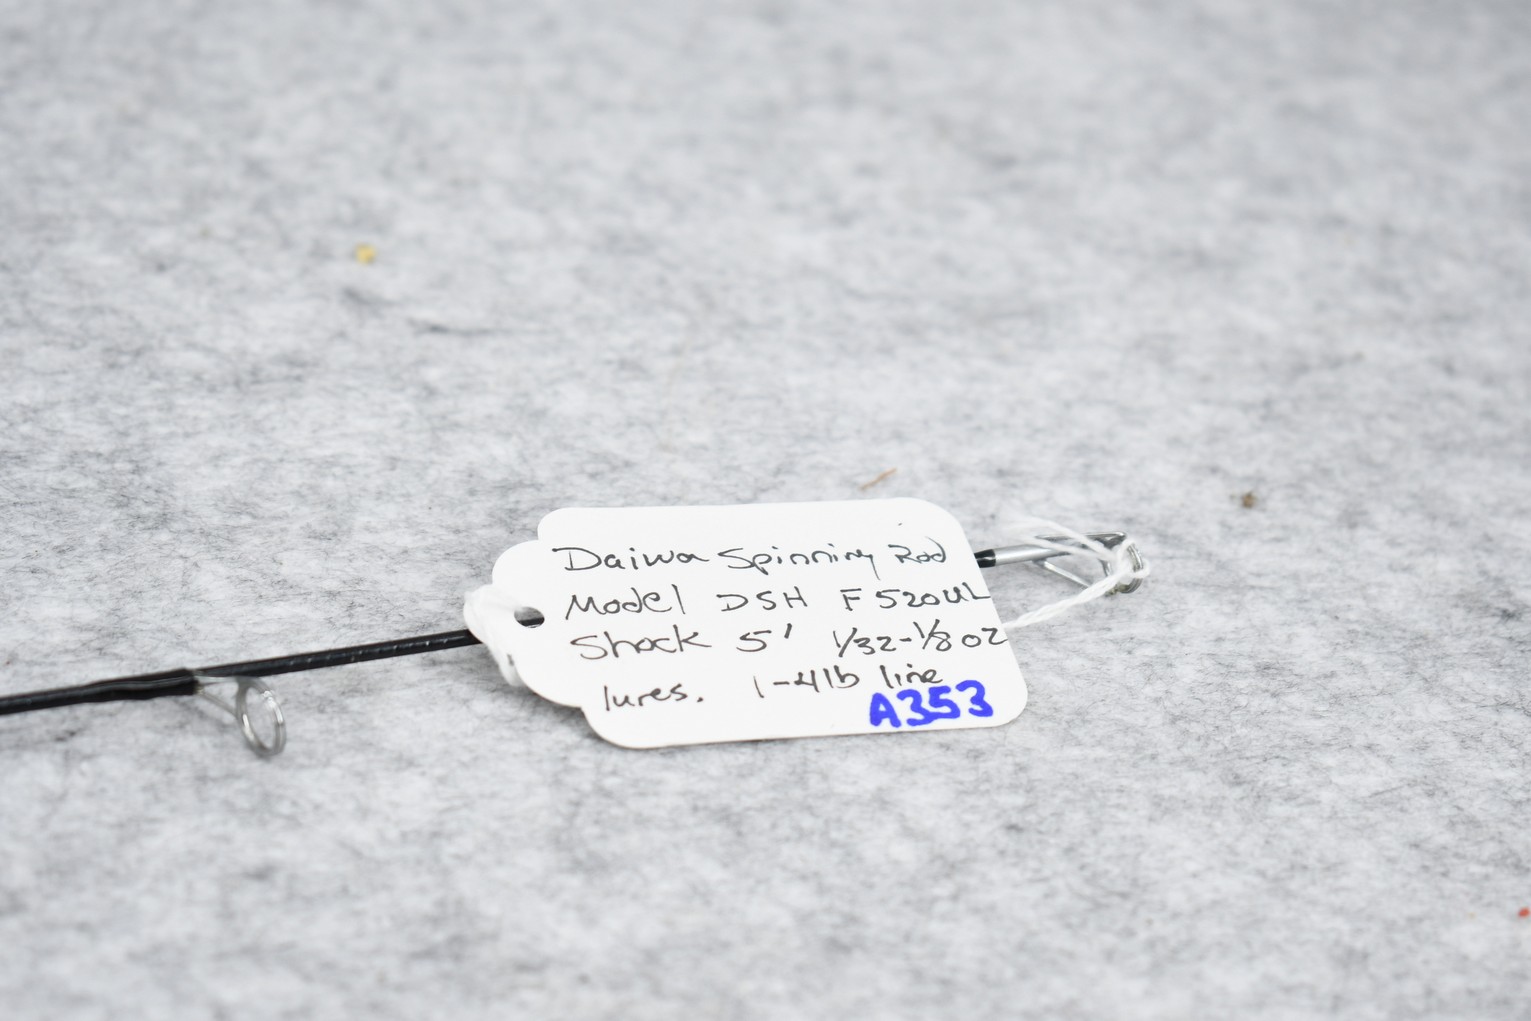 Daiwa Spinning Rod
Model DSH F520UL
Shock 5' 1/32-1/8 oz
lures. 1-4lb line
A353